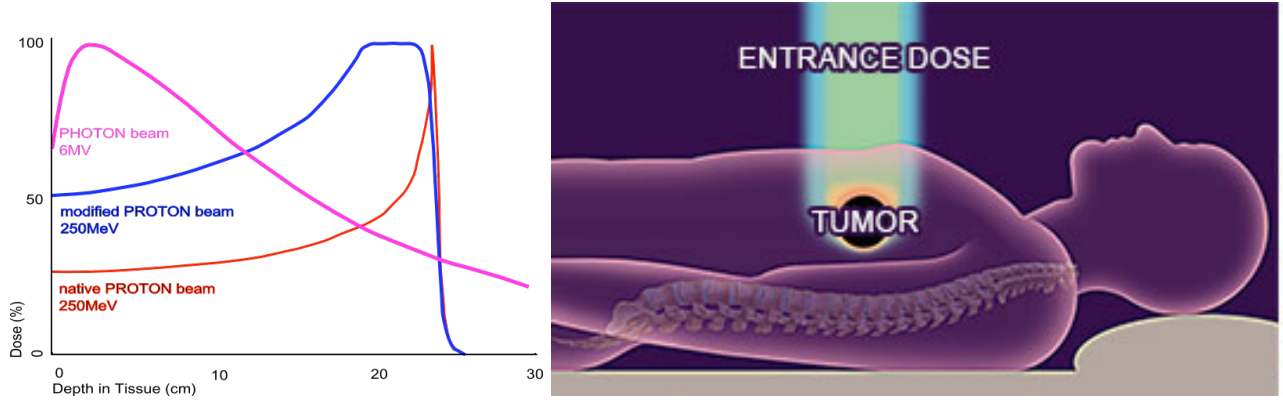 100
PHOTON beam
6MV
50
modified PROTON beam
250MeV
native PROTON beam
250MeV
Dose (%)
0
0 10 20 30
Depth in Tissue (cm)
ENTRANCE DOSE
TUMOR